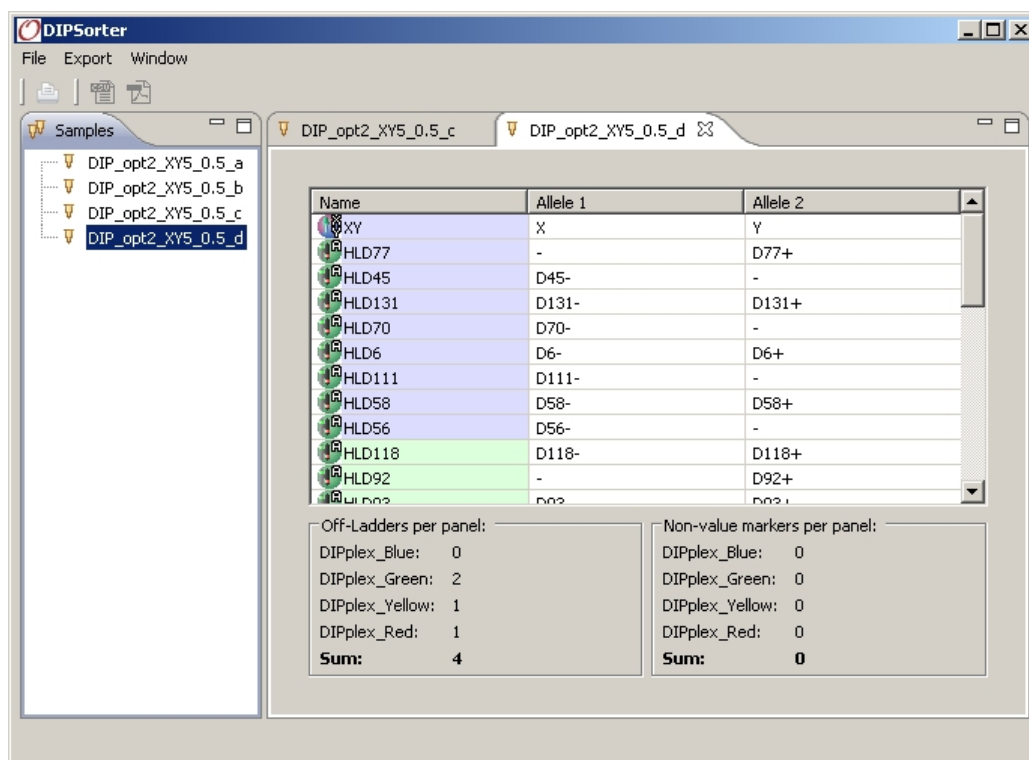 DIPSorter
File Export Window
Samples
DIP_opt2_XY5_0.5_a
DIP_opt2_XY5_0.5_b
DIP_opt2_XY5_0.5_c
DIP_opt2_XY5_0.5_d
DIP_opt2_XY5_0.5_c DIP_opt2_XY5_0.5_d
Name Allele 1 Allele 2
XY X Y
HLD77 - D77+
HLD45 D45- -
HLD131 D131- D131+
HLD70 D70- -
HLD6 D6- D6+
HLD111 D111- -
HLD58 D58- D58+
HLD56 D56- -
HLD118 D118- D118+
HLD92 - D92+
Off-Ladders per panel:
DIPplex_Blue: 0
DIPplex_Green: 2
DIPplex_Yellow: 1
DIPplex_Red: 1
Sum: 4
Non-value markers per panel:
DIPplex_Blue: 0
DIPplex_Green: 0
DIPplex_Yellow: 0
DIPplex_Red: 0
Sum: 0